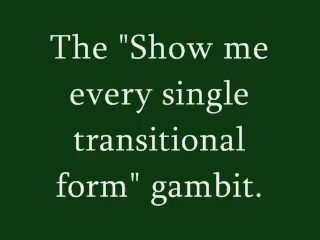 The "Show me
every single
transitional
form" gambit.